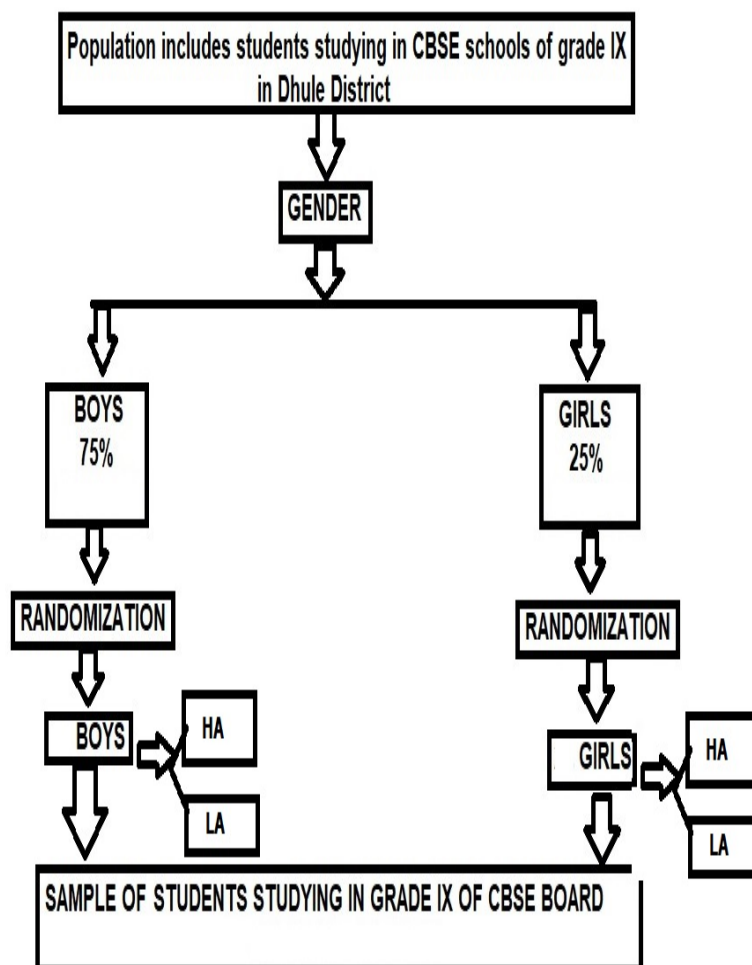 Population includes students studying in CBSE schools of grade IX
in Dhule District
GENDER
BOYS
75%
GIRLS
25%
RANDOMIZATION
RANDOMIZATION
BOYS
HA
LA
GIRLS
HA
LA
SAMPLE OF STUDENTS STUDYING IN GRADE IX OF CBSE BOARD